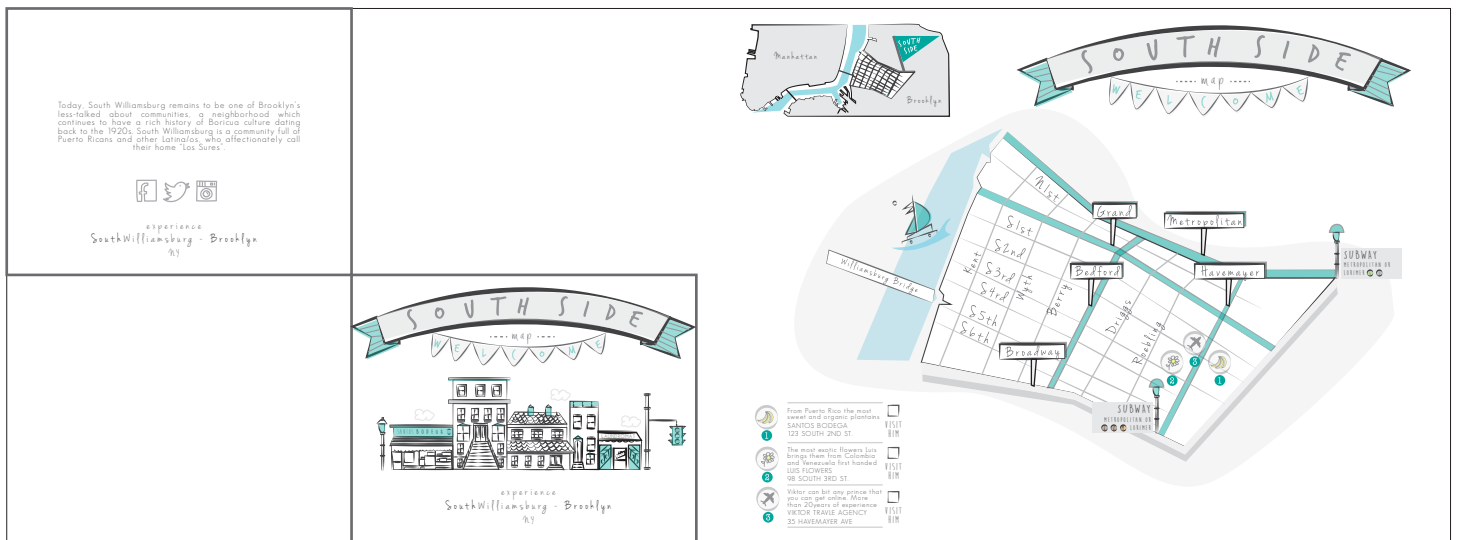 Today, South Williamsburg remains to be one of Brooklyn's
less-talked about communities, a neighborhood which
continues to have a rich history of Boricua culture dating
back to the 1920s. South Williamsburg is a community full of
Puerto Ricans and other Latina/os, who affectionately call
their home "Los Sures".
experience
SouthWilliamsburg - Brooklyn
NY
SOUTH SIDE
map
WELCOME
experience
SouthWilliamsburg - Brooklyn
NY
Manhattan
SOUTH
SIDE
Brooklyn
SOUTH SIDE
map
WELCOME
N1st
Grand
Metropolitan
S1st
S2nd
S3rd
S4rd
S5th
S6th
Kent
Wyth
Berry
Bedford
Havemayer
Driggs
Roebling
Broadway
Williamsburg Bridge
SUBWAY
METROPOLITAN OR
LORIMER
3
2
1
SUBWAY
METROPOLITAN OR
LORIMER
From Puerto Rico the most
sweet and organic plantains
SANTOS BODEGA
123 SOUTH 2ND ST
1
VISIT
HIM
The most exotic flowers Luis
brings them from Colombia
and Venezuela first handed
LUIS FLOWERS
98 SOUTH 3RD ST
2
VISIT
HIM
Viktor can bit any prince that
you can get online. More
than 20years of experience
VIKTOR TRAVLE AGENCY
35 HAVEMAYER AVE
3
VISIT
HIM